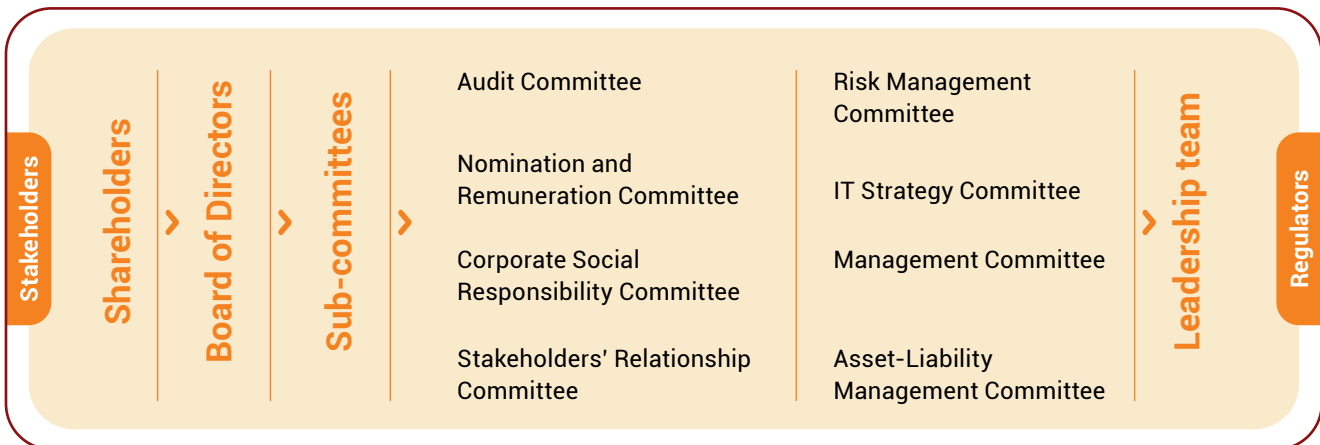 Stakeholders
Shareholders
Board of Directors
Sub-committees
Audit Committee
Nomination and
Remuneration Committee
Corporate Social
Responsibility Committee
Stakeholders' Relationship
Committee
Risk Management
Committee
IT Strategy Committee
Management Committee
Asset-Liability
Management Committee
Leadership team
Regulators